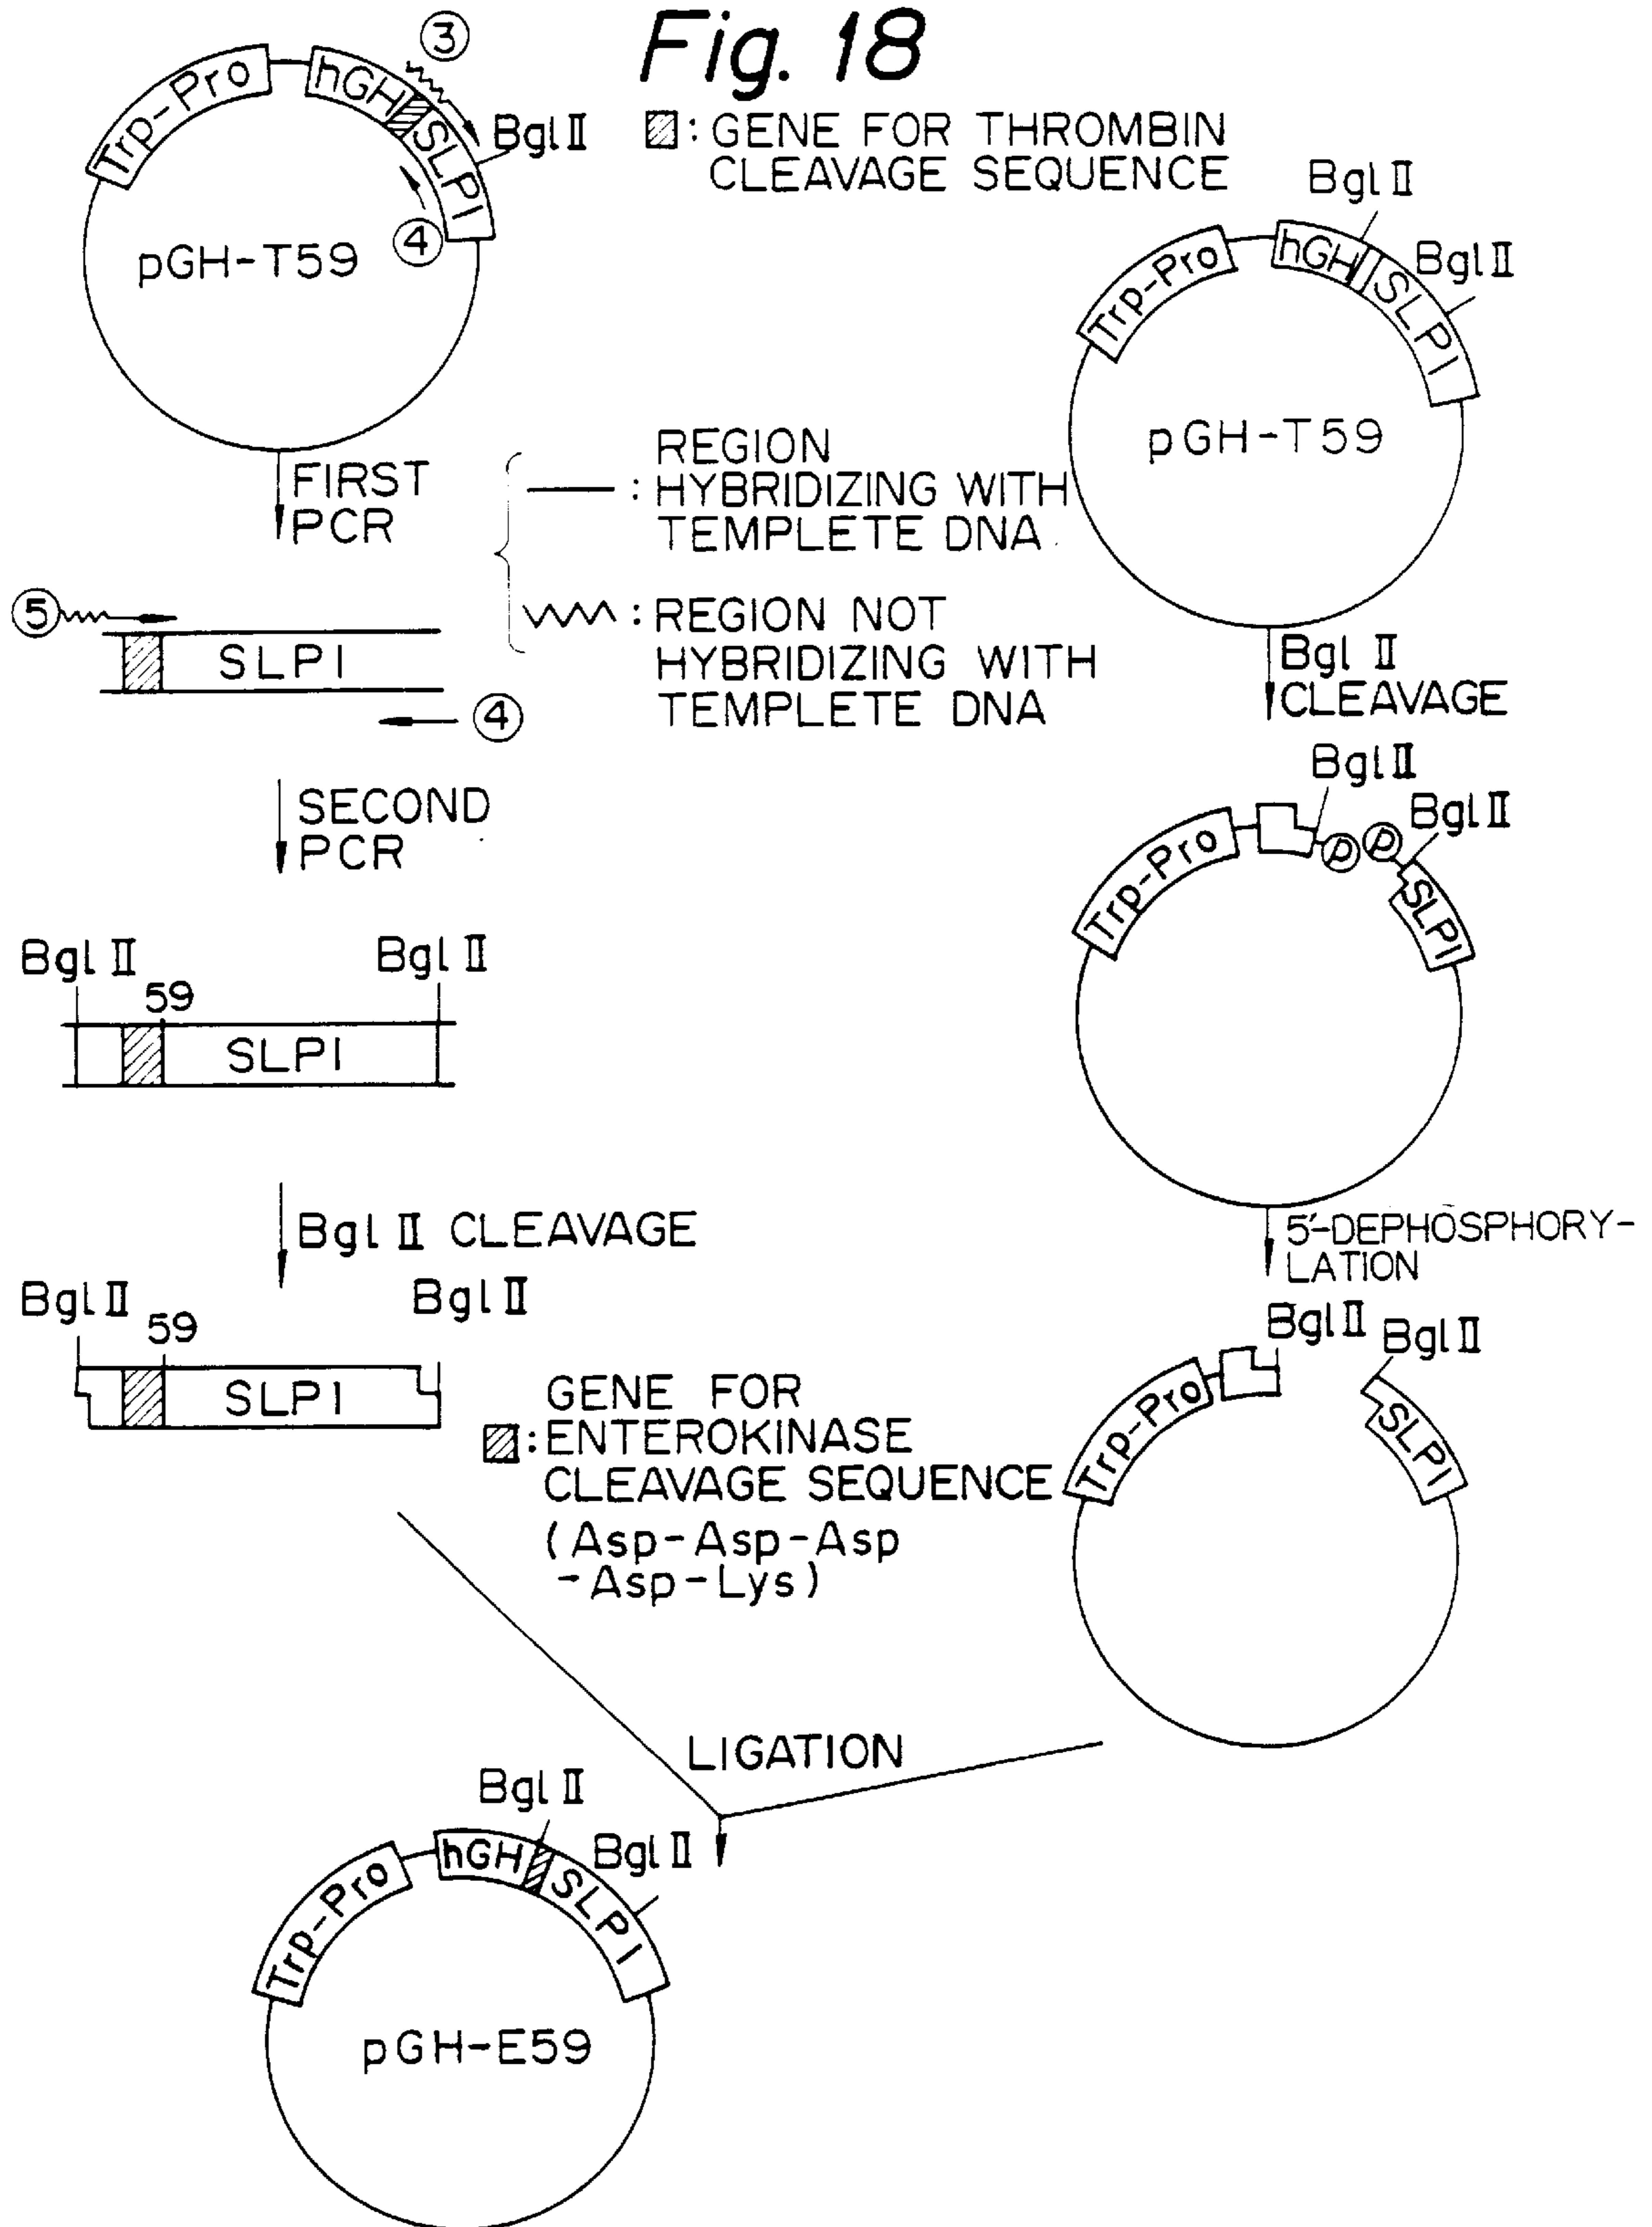 Fig. 18
③
Trp-Pro
hGH
SLPI
Bgl II
④
pGH-T59
▨: GENE FOR THROMBIN
CLEAVAGE SEQUENCE
FIRST
PCR
REGION
— : HYBRIDIZING WITH
TEMPLETE DNA
: REGION NOT
HYBRIDIZING WITH
TEMPLETE DNA
⑤
SLPI
④
SECOND
PCR
Bgl II
Bgl II
59
SLPI
Bgl II CLEAVAGE
Bgl II
Bgl II
59
SLPI
GENE FOR
▨: ENTEROKINASE
CLEAVAGE SEQUENCE
(Asp-Asp-Asp
-Asp-Lys)
Bgl II
Bgl II
Trp-Pro
hGH
SLPI
pGH-T59
Bgl II
CLEAVAGE
Bgl II
Bgl II
Trp-Pro
P
P
SLPI
5'-DEPHOSPHORY-
LATION
Bgl II
Bgl II
Trp-Pro
SLPI
LIGATION
Bgl II
Bgl II
Trp-Pro
hGH
SLPI
pGH-E59